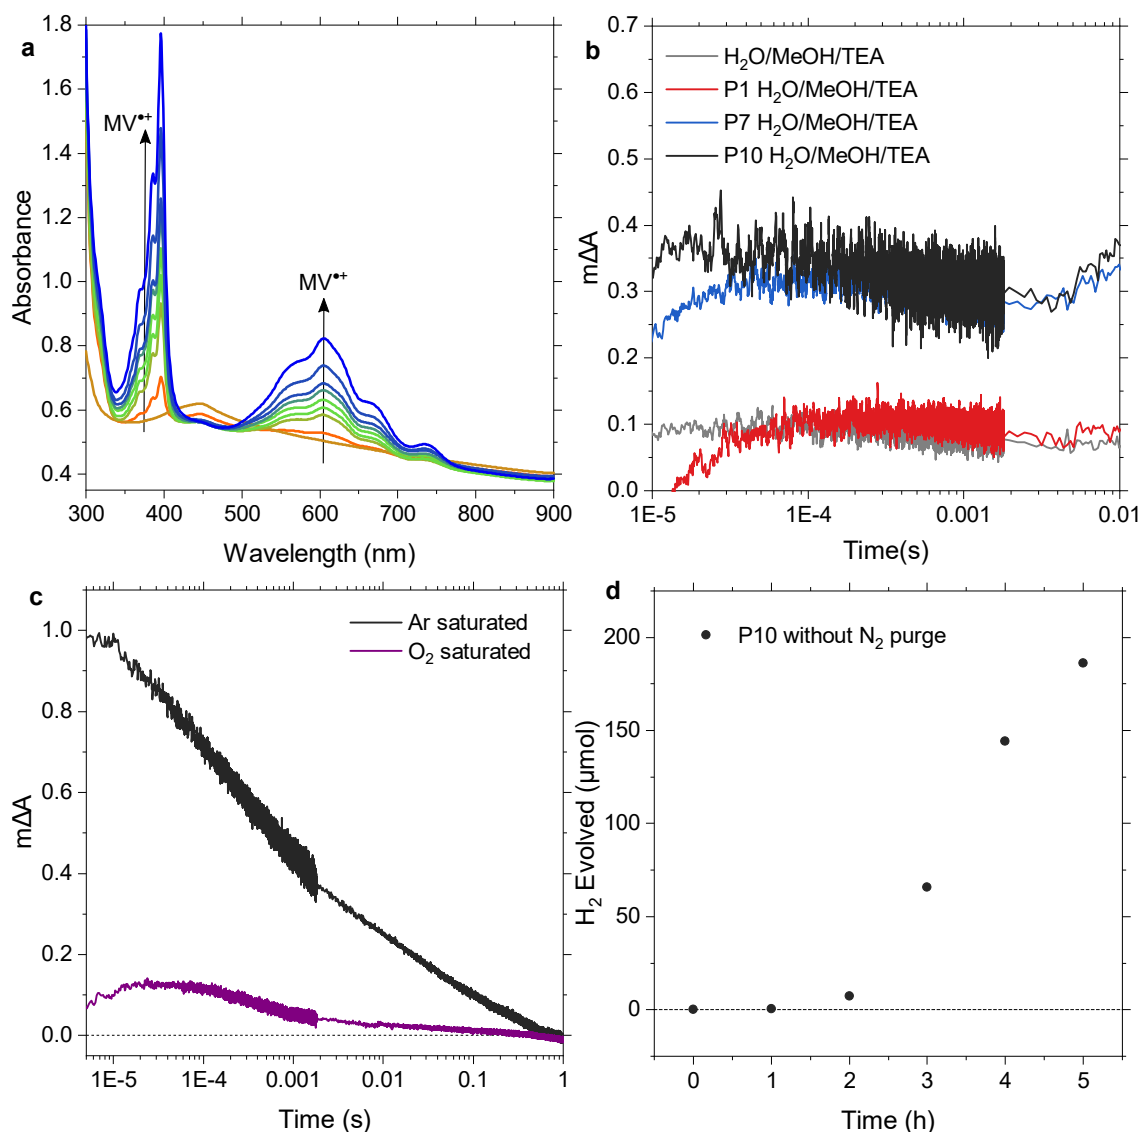 a
1.8
1.6
1.4
1.2
1.0
0.8
0.6
0.4
Absorbance
MV•+
MV•+
300 400 500 600 700 800 900
Wavelength (nm)
b
0.7
0.6
0.5
0.4
0.3
0.2
0.1
0.0
mΔA
H₂O/MeOH/TEA
P1 H₂O/MeOH/TEA
P7 H₂O/MeOH/TEA
P10 H₂O/MeOH/TEA
1E-5 1E-4 0.001 0.01
Time(s)
c
1.0
0.8
0.6
0.4
0.2
0.0
mΔA
Ar saturated
O₂ saturated
1E-5 1E-4 0.001 0.01 0.1 1
Time (s)
d
200
150
100
50
0
H₂ Evolved (μmol)
P10 without N₂ purge
0 1 2 3 4 5
Time (h)